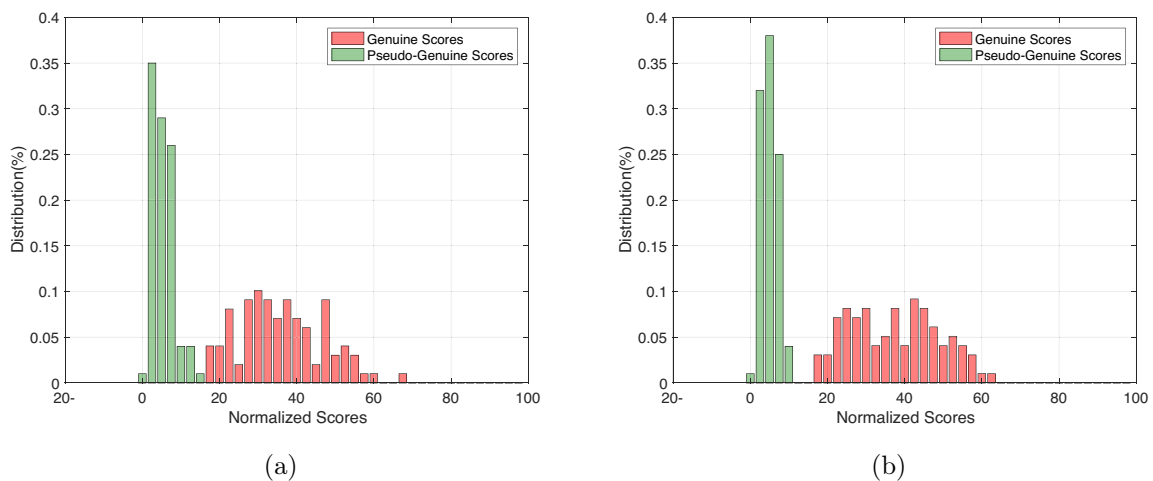 0.4
0.35
0.3
0.25
0.2
0.15
0.1
0.05
0
Distribution(%)
Genuine Scores
Pseudo-Genuine Scores
20- 0 20 40 60 80 100
Normalized Scores
(a)
0.4
0.35
0.3
0.25
0.2
0.15
0.1
0.05
0
Distribution(%)
Genuine Scores
Pseudo-Genuine Scores
20- 0 20 40 60 80 100
Normalized Scores
(b)